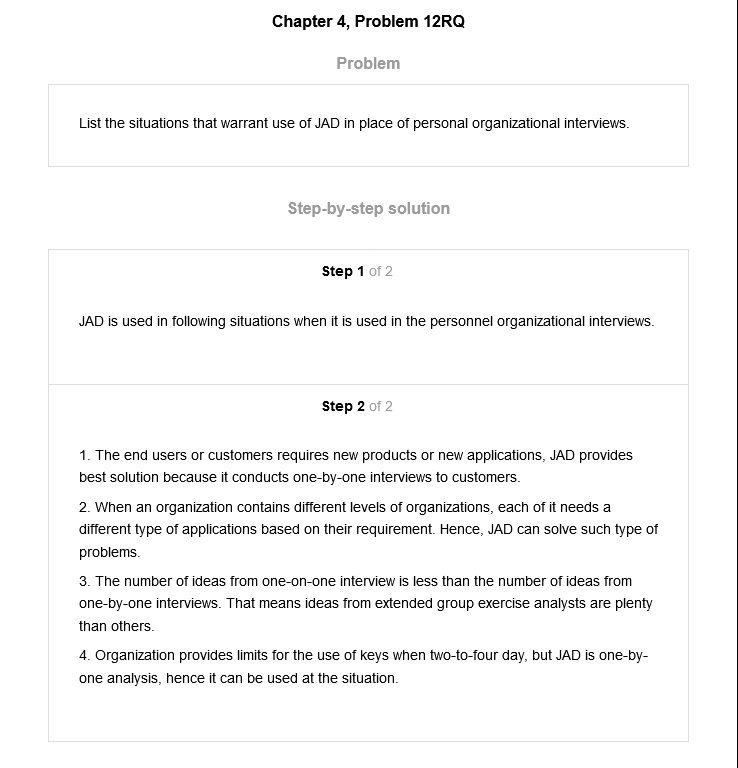 Chapter 4, Problem 12RQ
Problem
List the situations that warrant use of JAD in place of personal organizational interviews.
Step-by-step solution
Step 1 of 2
JAD is used in following situations when it is used in the personnel organizational interviews.
Step 2 of 2
1. The end users or customers requires new products or new applications, JAD provides
best solution because it conducts one-by-one interviews to customers.
2. When an organization contains different levels of organizations, each of it needs a
different type of applications based on their requirement. Hence, JAD can solve such type of
problems.
3. The number of ideas from one-on-one interview is less than the number of ideas from
one-by-one interviews. That means ideas from extended group exercise analysts are plenty
than others.
4. Organization provides limits for the use of keys when two-to-four day, but JAD is one-by-
one analysis, hence it can be used at the situation.